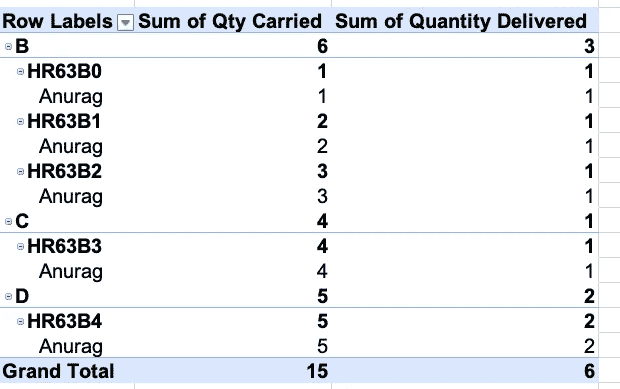 Row Labels Sum of Qty Carried Sum of Quantity Delivered
B 6 3
HR63B0 1 1
Anurag 1 1
HR63B1 2 1
Anurag 2 1
HR63B2 3 1
Anurag 3 1
C 4 1
HR63B3 4 1
Anurag 4 1
D 5 2
HR63B4 5 2
Anurag 5 2
Grand Total 15 6